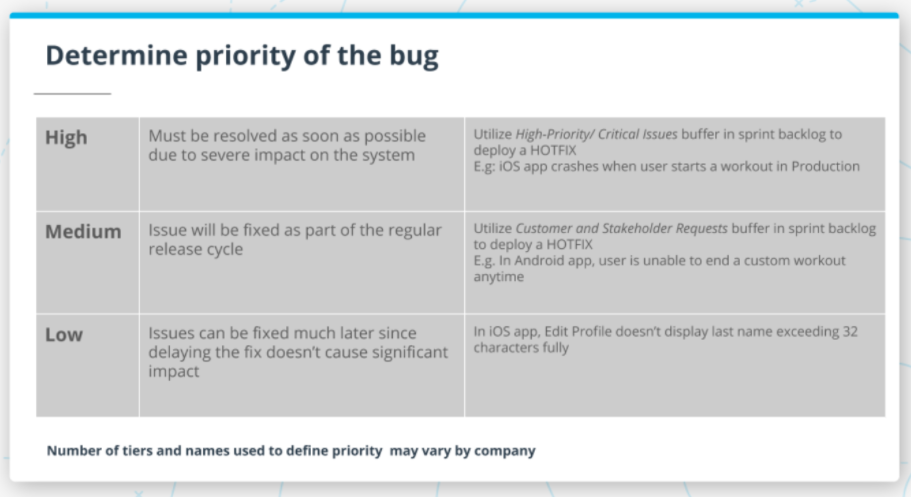 Determine priority of the bug
High
Must be resolved as soon as possible
due to severe impact on the system
Utilize High-Priority/ Critical Issues buffer in sprint backlog to
deploy a HOTFIX
E.g: iOS app crashes when user starts a workout in Production
Medium
Issue will be fixed as part of the regular
release cycle
Utilize Customer and Stakeholder Requests buffer in sprint backlog
to deploy a HOTFIX
E.g. In Android app, user is unable to end a custom workout
anytime
Low
Issues can be fixed much later since
delaying the fix doesn't cause significant
impact
In iOS app, Edit Profile doesn't display last name exceeding 32
characters fully
Number of tiers and names used to define priority may vary by company